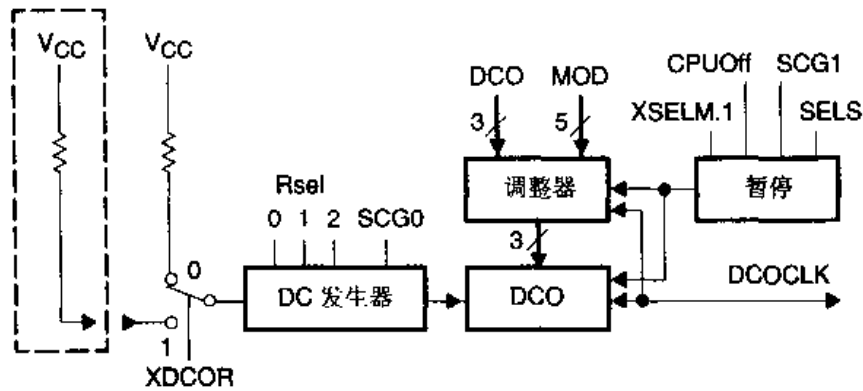 VCC
VCC
DCO
MOD
CPUOff
SCG1
XSELM.1
SELS
3
5
Rsel
0
1
2
SCG0
调整器
暂停
3
0
DC 发生器
DCO
DCOCLK
1
XDCOR